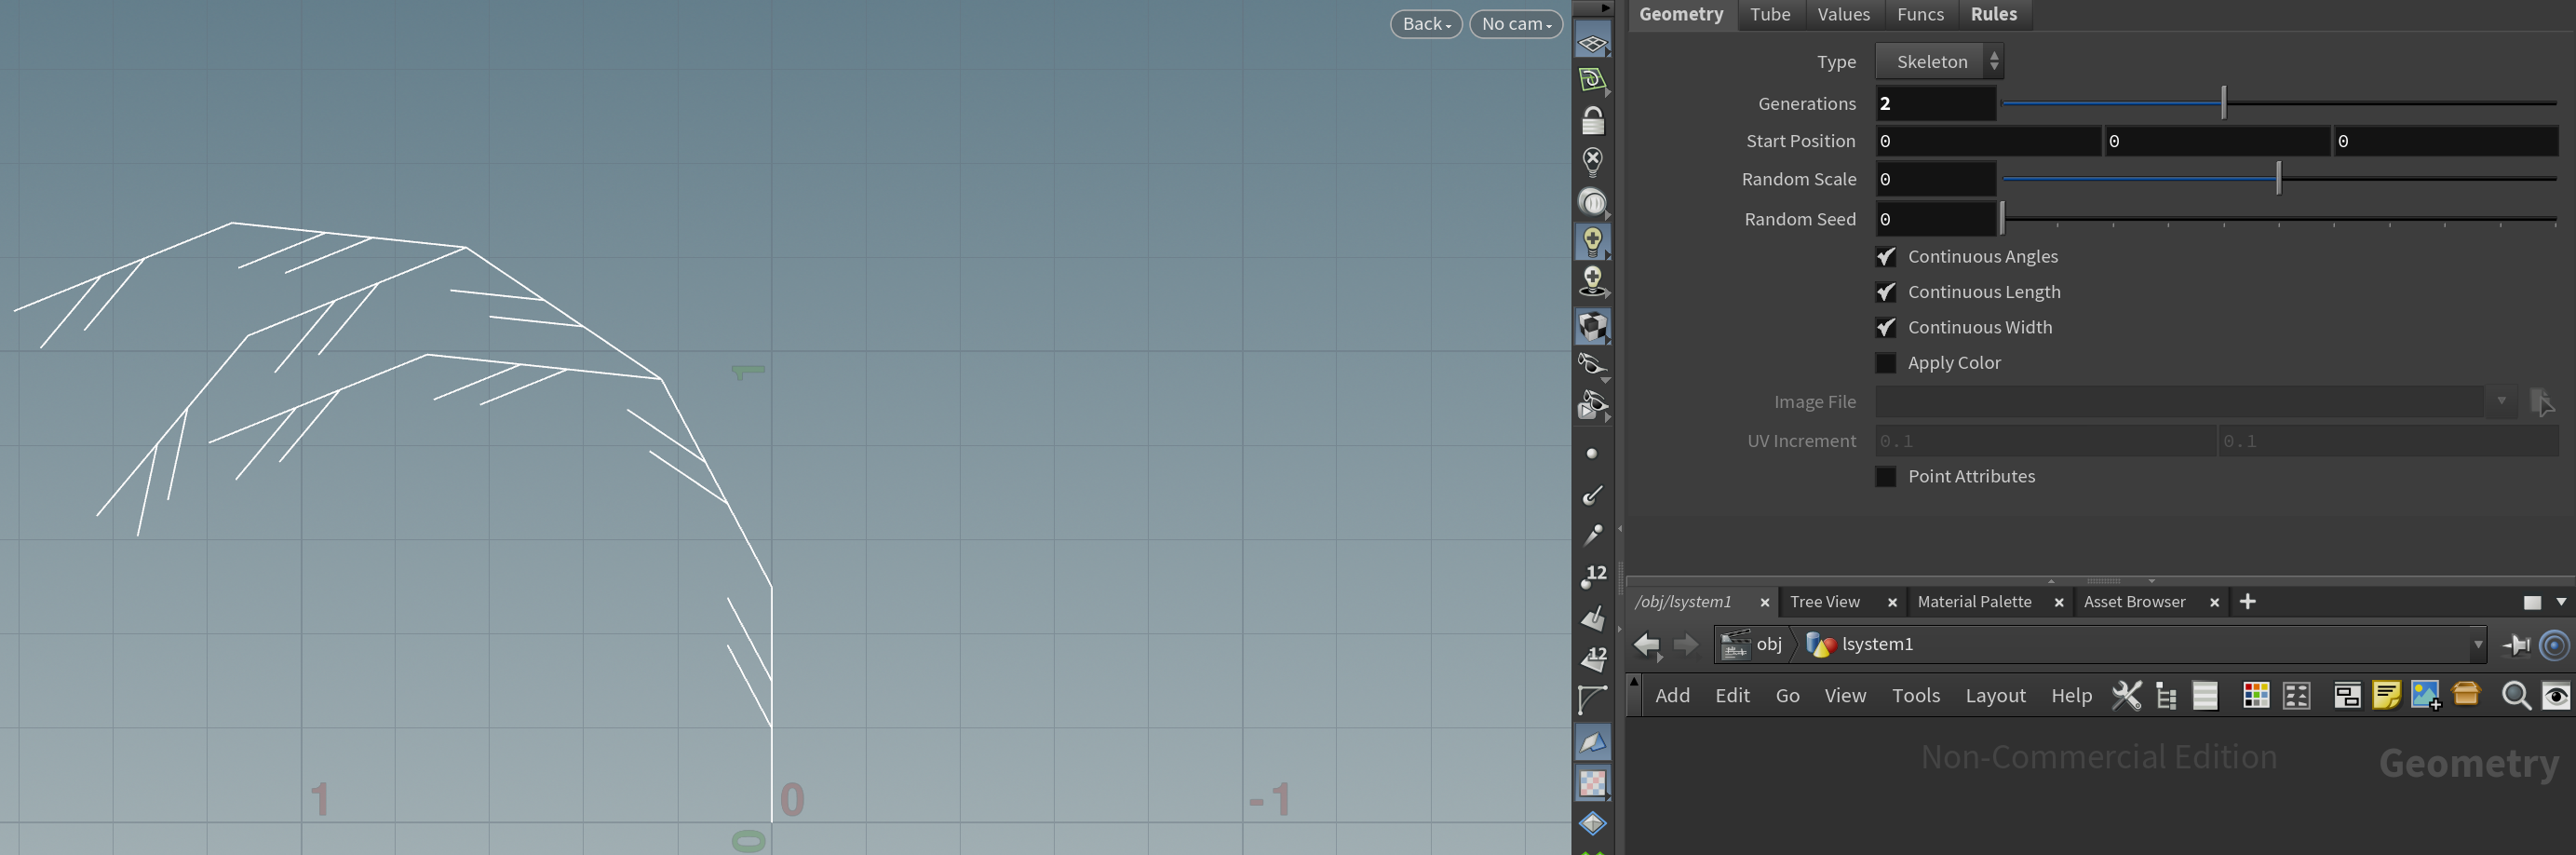 Back No cam
Geometry Tube Values Funcs Rules
Type Skeleton
Generations 2
Start Position 0 0 0
Random Scale 0
Random Seed 0
Continuous Angles
Continuous Length
Continuous Width
Apply Color
Image File
UV Increment 0.1 0.1
Point Attributes
1
1 0 -1
0
12
12
/obj/lsystem1 Tree View Material Palette Asset Browser
obj lsystem1
Add Edit Go View Tools Layout Help
Non-Commercial Edition Geometry